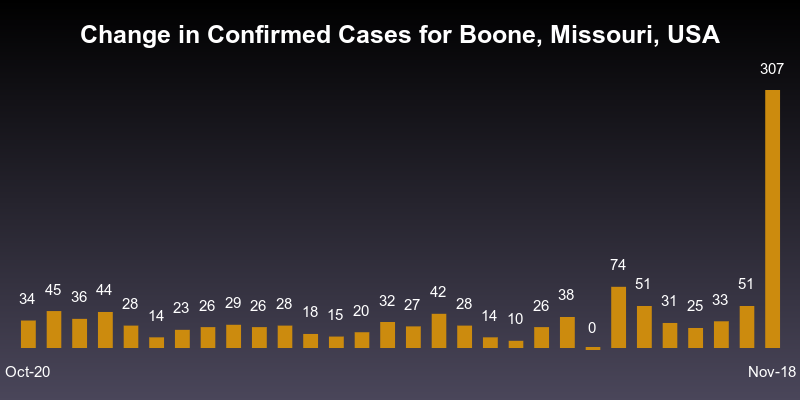 Change in Confirmed Cases for Boone, Missouri, USA
307
74
34 45 36 44 28 14 23 26 29 26 28 18 15 20 32 27 42 28 14 10 26 38 0 51 31 25 33 51
Oct-20 Nov-18